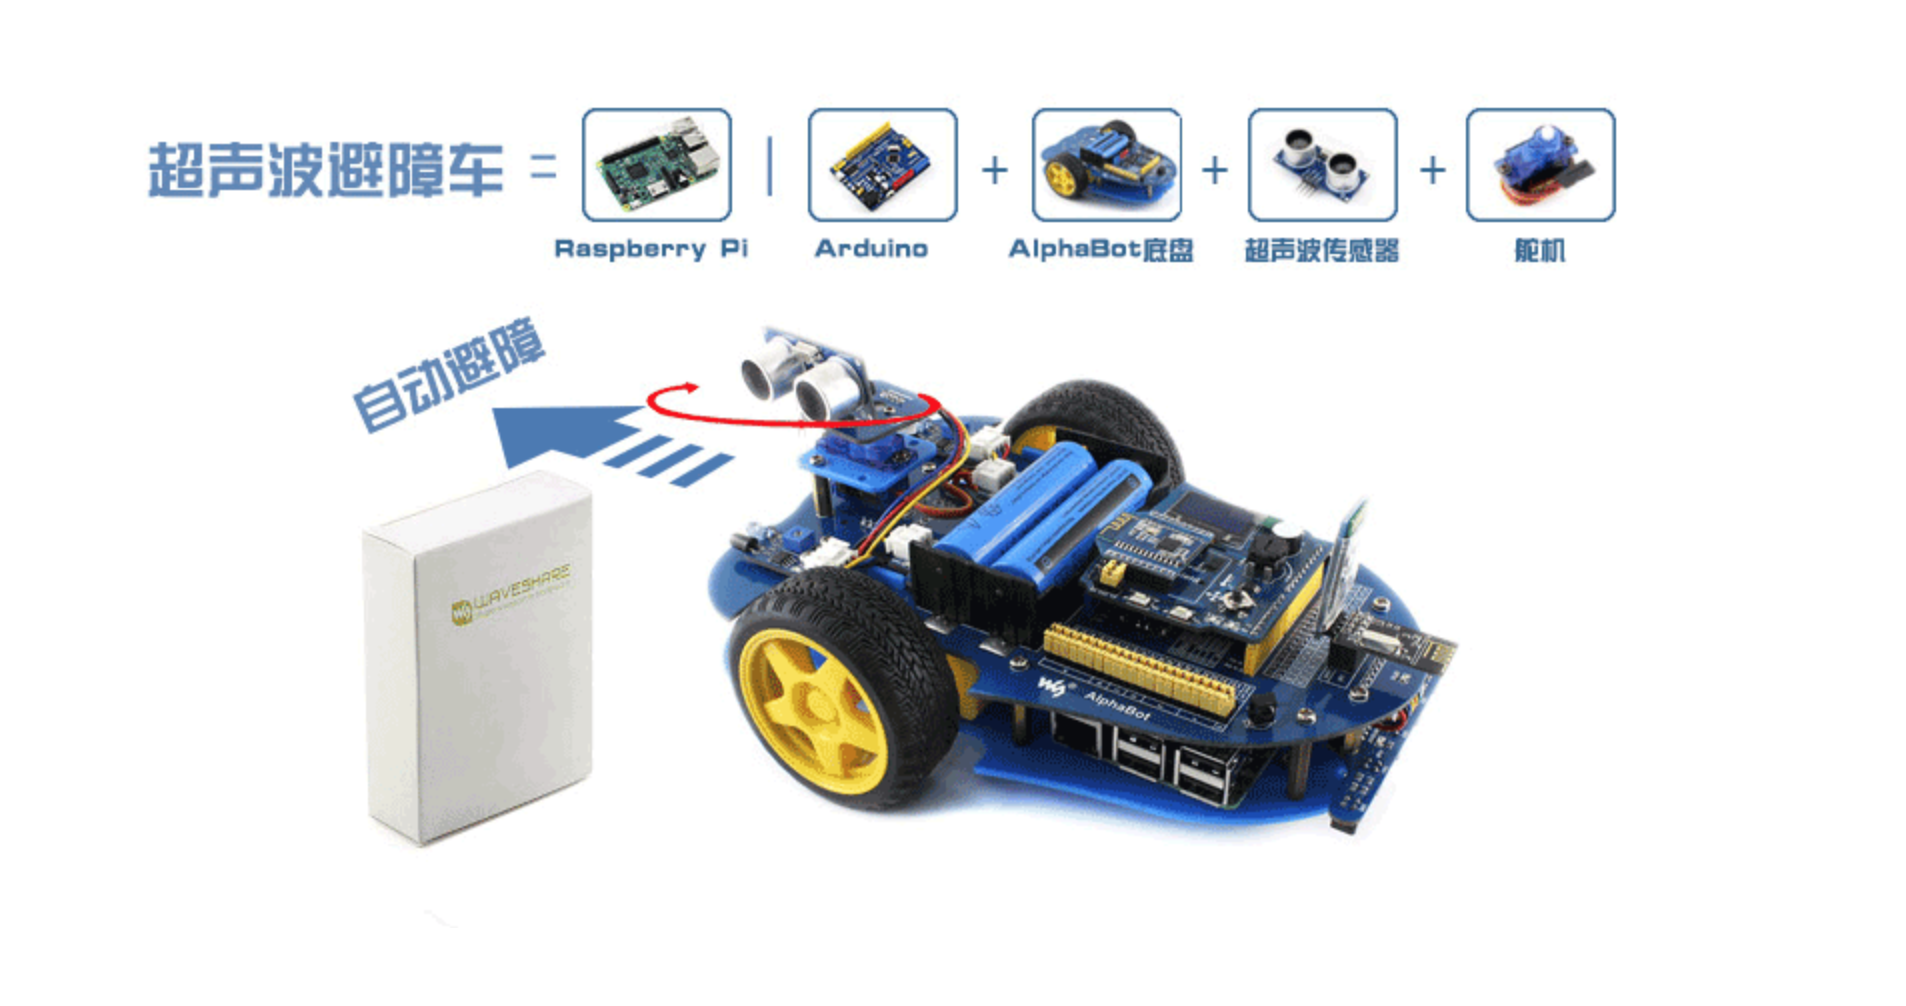 超声波避障车 = | + + +
Raspberry Pi Arduino AlphaBot底盘 超声波传感器 舵机
自动避障
WAVESHARE
AlphaBot